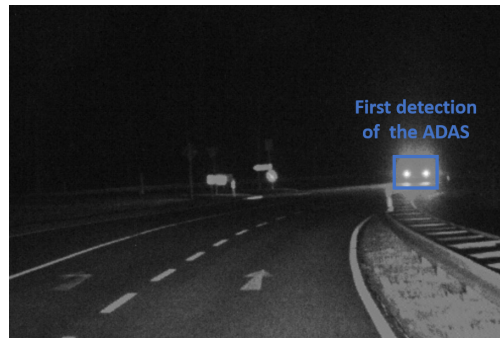 First detection
of the ADAS